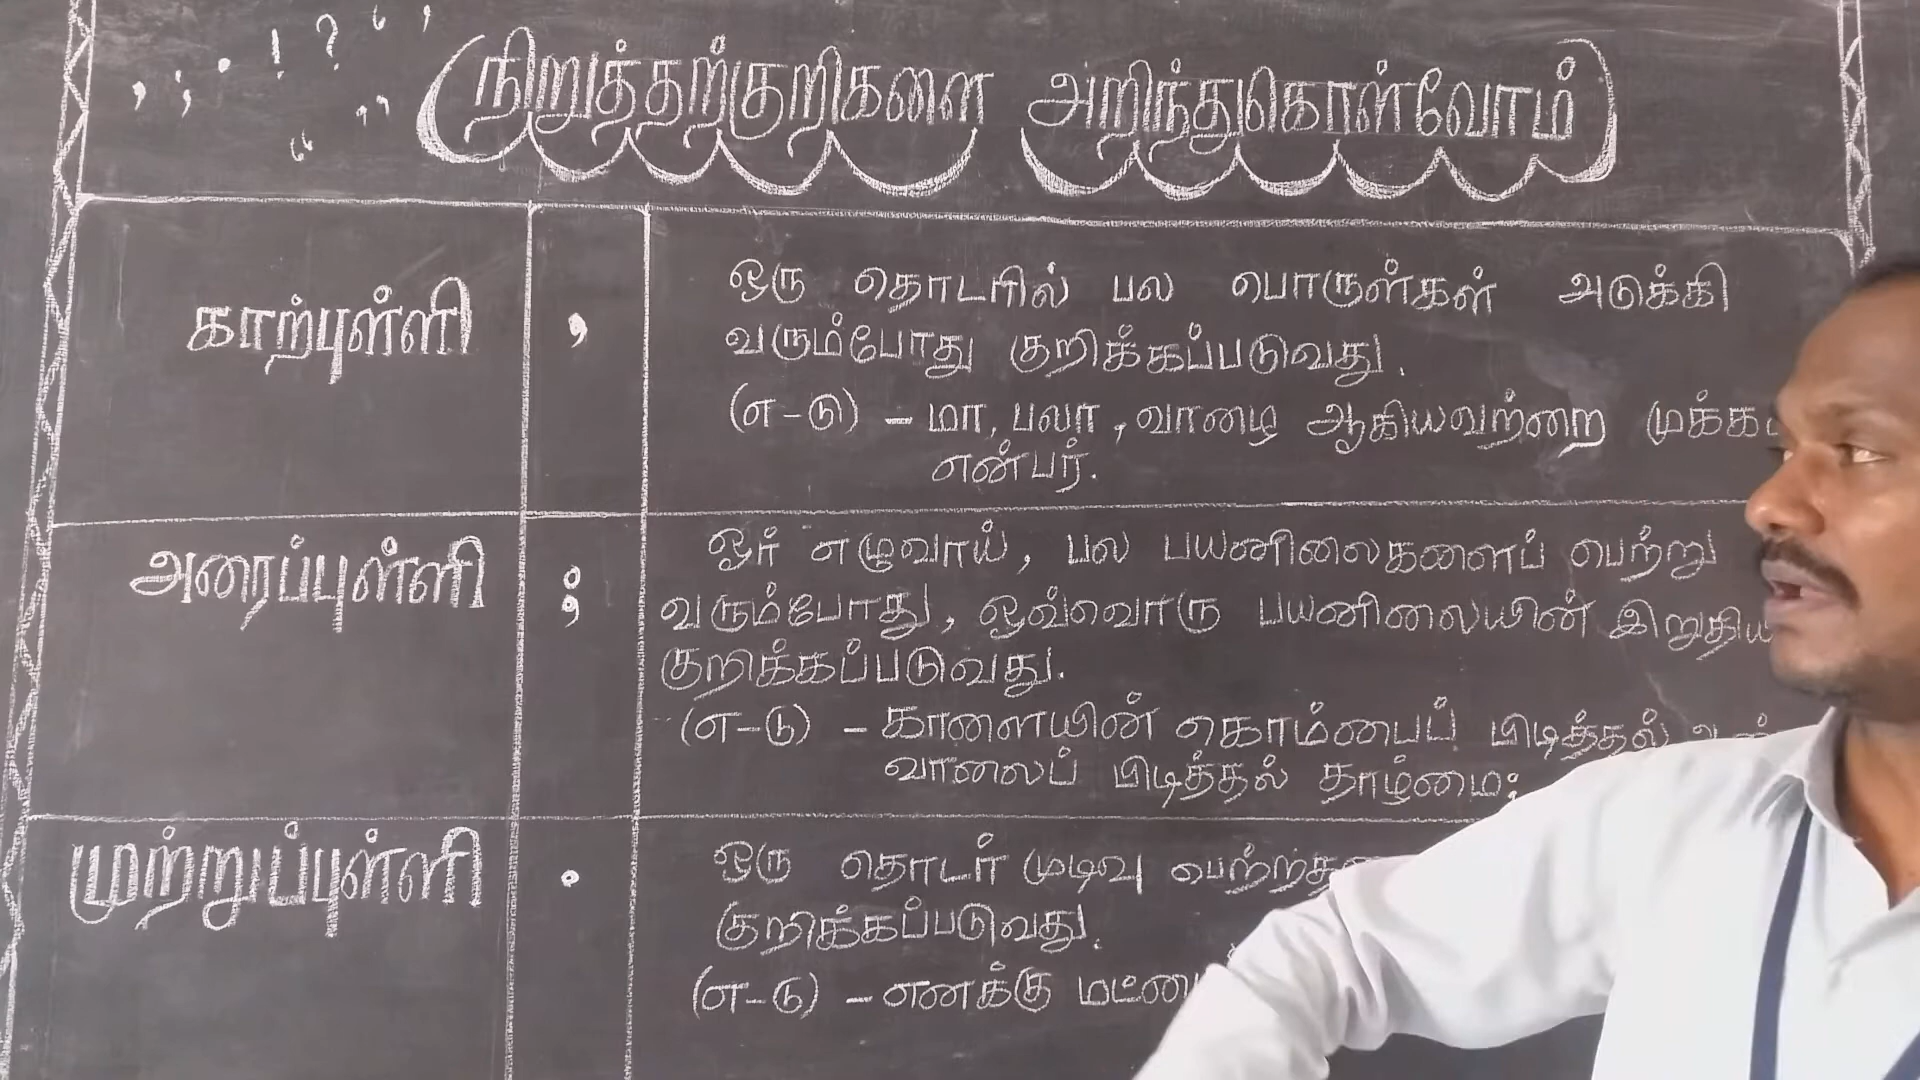 , ; . ! ? " "
நிறுத்தற்குறிகளை அறிந்துகொள்வோம்
காற்புள்ளி , ஒரு தொடரில் பல பொருள்கள் அடுக்கி
வரும்போது குறிக்கப்படுவது.
(எ-டு) - மா, பலா, வாழை ஆகியவற்றை
என்பர்.
அரைப்புள்ளி ; ஓர் எழுவாய், பல பயனிலைகளைப் பெற்று
வரும்போது, ஒவ்வொரு பயனிலையின்
குறிக்கப்படுவது.
(எ-டு) - காளையின் கொம்பைப் பிடித்தல்
வாலைப் பிடித்தல் தாழ்மை;
முற்றுப்புள்ளி . ஒரு தொடர் முடிவு
குறிக்கப்படுவது.
(எ-டு) - எனக்கு